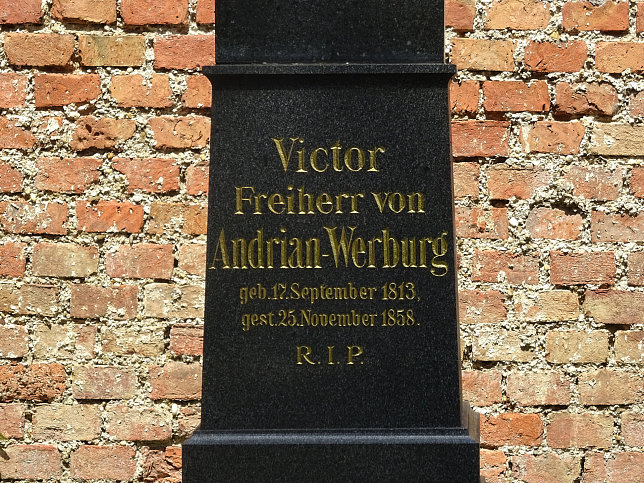 Victor
Freiherr von
Andrian-Werburg
geb. 17. September 1813,
gest. 25. November 1858.
R. I. P.